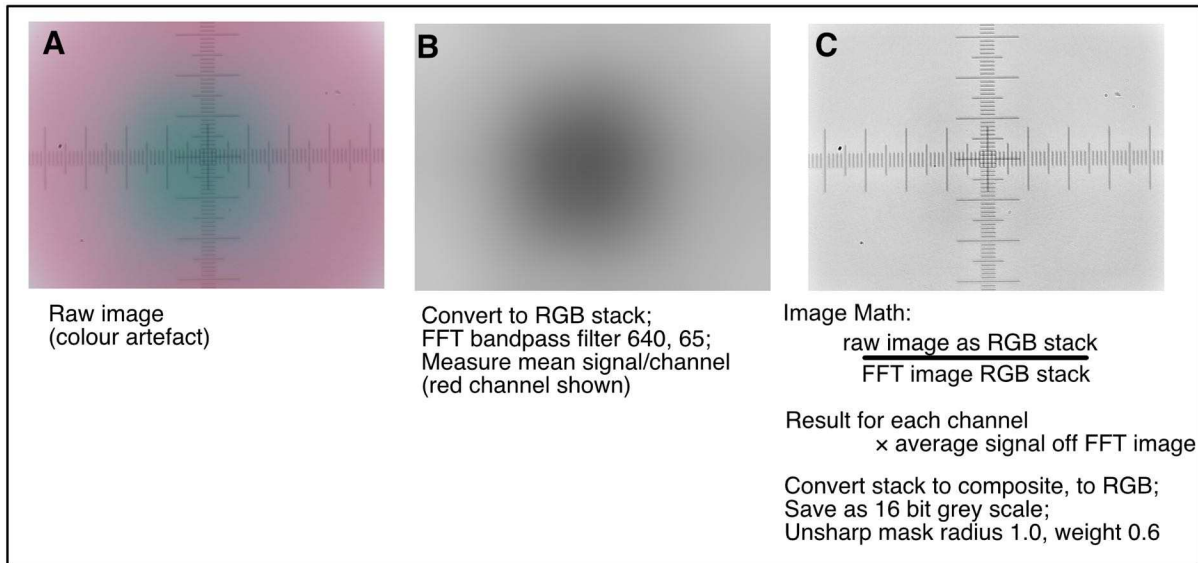 A
B
C
Raw image
(colour artefact)
Convert to RGB stack;
FFT bandpass filter 640, 65;
Measure mean signal/channel
(red channel shown)
Image Math:
raw image as RGB stack
FFT image RGB stack
Result for each channel
× average signal off FFT image
Convert stack to composite, to RGB;
Save as 16 bit grey scale;
Unsharp mask radius 1.0, weight 0.6